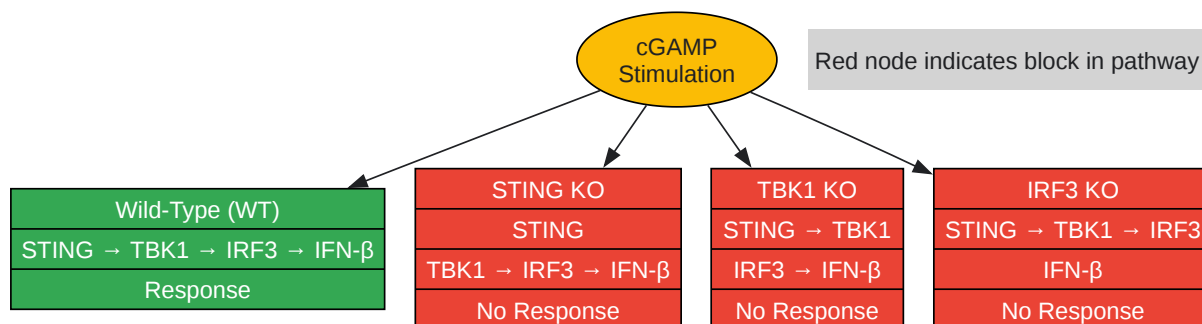 cGAMP
Stimulation
Red node indicates block in pathway
Wild-Type (WT)
STING → TBK1 → IRF3 → IFN-β
Response
STING KO
STING
TBK1 → IRF3 → IFN-β
No Response
TBK1 KO
STING → TBK1
IRF3 → IFN-β
No Response
IRF3 KO
STING → TBK1 → IRF3
IFN-β
No Response